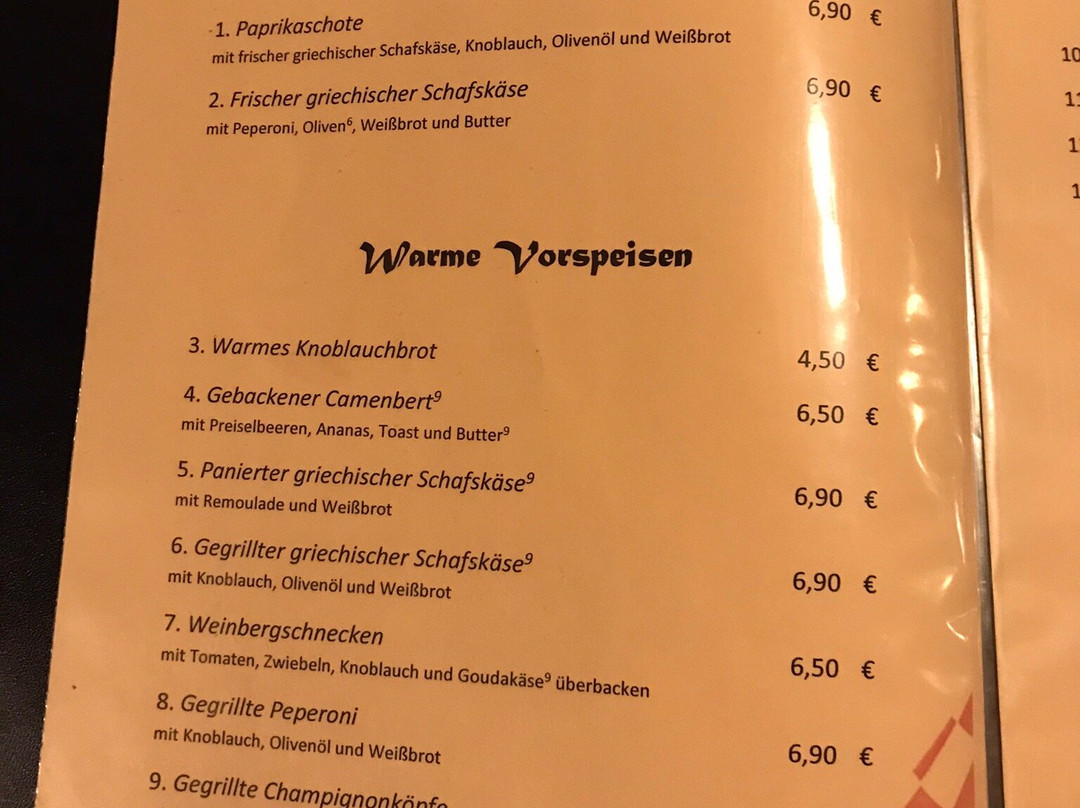 1. Paprikaschote 6,90 €
mit frischer griechischer Schafskäse, Knoblauch, Olivenöl und Weißbrot
2. Frischer griechischer Schafskäse 6,90 €
mit Peperoni, Oliven⁶, Weißbrot und Butter
Warme Vorspeisen
3. Warmes Knoblauchbrot 4,50 €
4. Gebackener Camenbert⁹ 6,50 €
mit Preiselbeeren, Ananas, Toast und Butter⁹
5. Panierter griechischer Schafskäse⁹ 6,90 €
mit Remoulade und Weißbrot
6. Gegrillter griechischer Schafskäse⁹ 6,90 €
mit Knoblauch, Olivenöl und Weißbrot
7. Weinbergschnecken 6,50 €
mit Tomaten, Zwiebeln, Knoblauch und Goudakäse⁹ überbacken
8. Gegrillte Peperoni 6,90 €
mit Knoblauch, Olivenöl und Weißbrot
9. Gegrillte Champignonköpfe
10